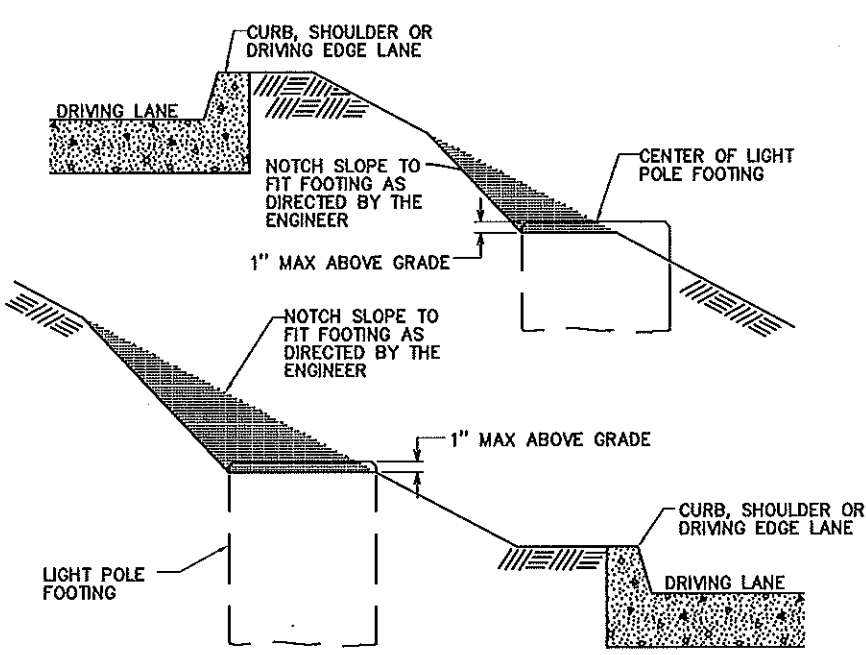 CURB, SHOULDER OR
DRIVING EDGE LANE
DRIVING LANE
NOTCH SLOPE TO
FIT FOOTING AS
DIRECTED BY THE
ENGINEER
CENTER OF LIGHT
POLE FOOTING
1" MAX ABOVE GRADE
NOTCH SLOPE TO
FIT FOOTING AS
DIRECTED BY THE
ENGINEER
1" MAX ABOVE GRADE
CURB, SHOULDER OR
DRIVING EDGE LANE
LIGHT POLE
FOOTING
DRIVING LANE